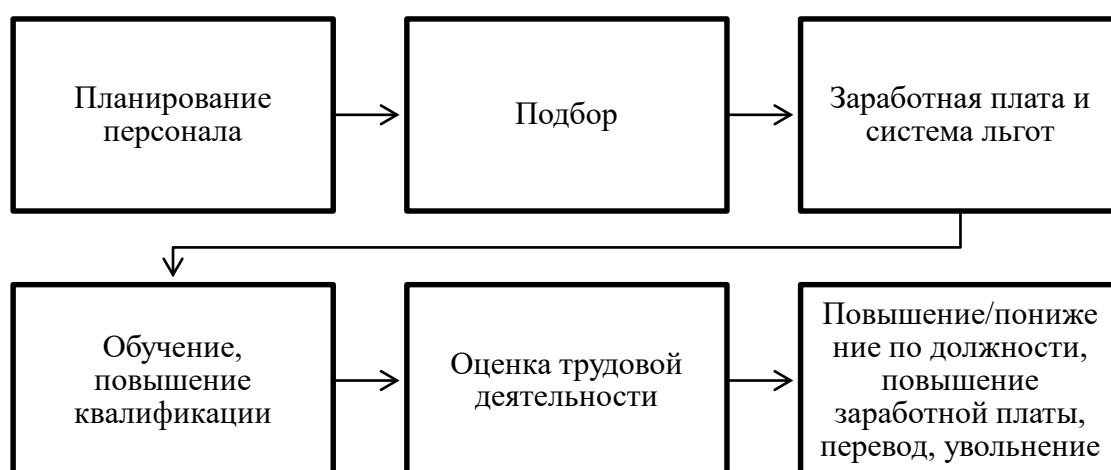 Планирование
персонала
Подбор
Заработная плата и
система льгот
Обучение,
повышение
квалификации
Оценка трудовой
деятельности
Повышение/пониже
ние по должности,
повышение
заработной платы,
перевод, увольнение